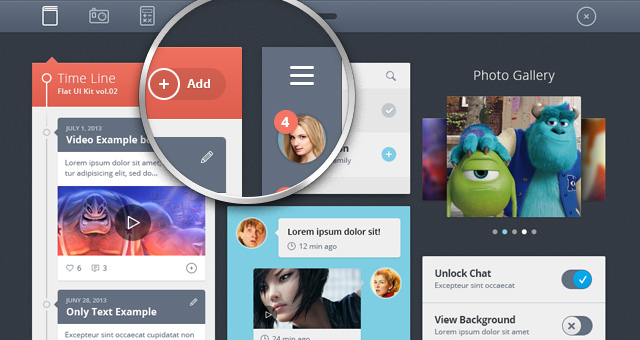 Time Line
Flat UI Kit vol.02
Add
JULY 1, 2013
Video Example
Lorem ipsum dolor sit amet,
tur adipisicing elit, sed do...
6
3
JUNY 28, 2013
Only Text Example
Excepteur sint occaecat cupidatat non
4
Lorem ipsum dolor sit!
12 min ago
24 min ago
Photo Gallery
Unlock Chat
Excepteur sint occaecat
View Background
Lorem ipsum dolor sit amet